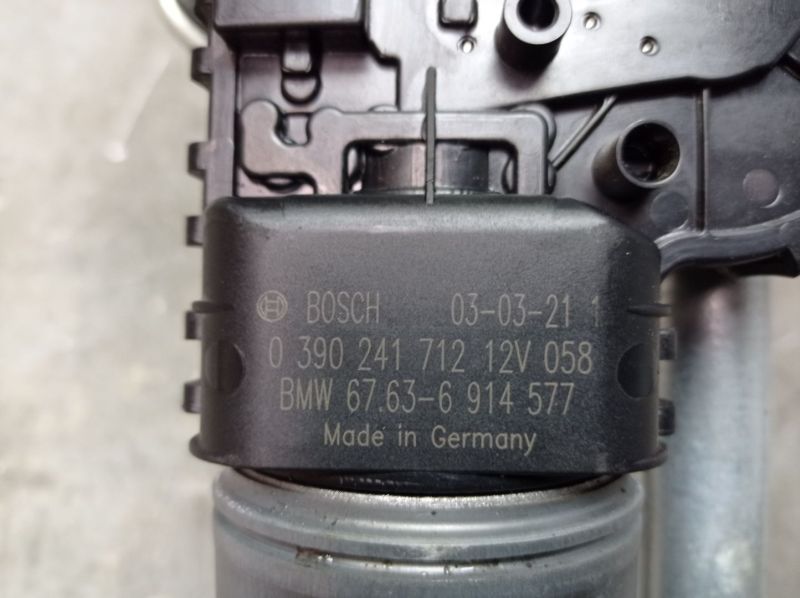 BOSCH 03-03-21 1
0 390 241 712 12V 058
BMW 67.63-6 914 577
Made in Germany